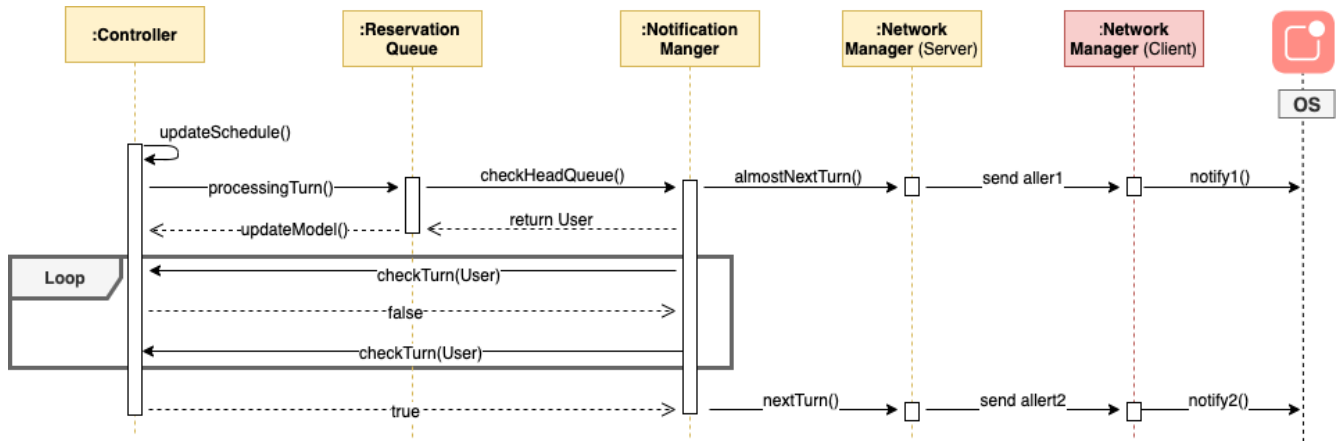 :Controller
:Reservation
Queue
:Notification
Manger
:Network
Manager (Server)
:Network
Manager (Client)
OS
updateSchedule()
processingTurn()
checkHeadQueue()
almostNextTurn()
send aller1
notify1()
updateModel()
return User
Loop
checkTurn(User)
false
checkTurn(User)
true
nextTurn()
send allert2
notify2()